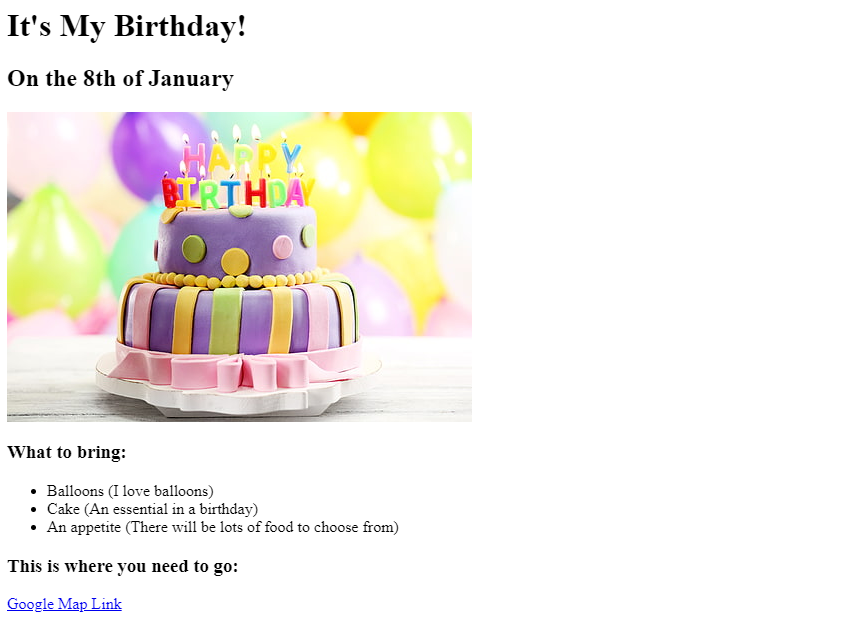 It's My Birthday!
On the 8th of January
HAPPY
BIRTHDAY
What to bring:
Balloons (I love balloons)
Cake (An essential in a birthday)
An appetite (There will be lots of food to choose from)
This is where you need to go:
Google Map Link